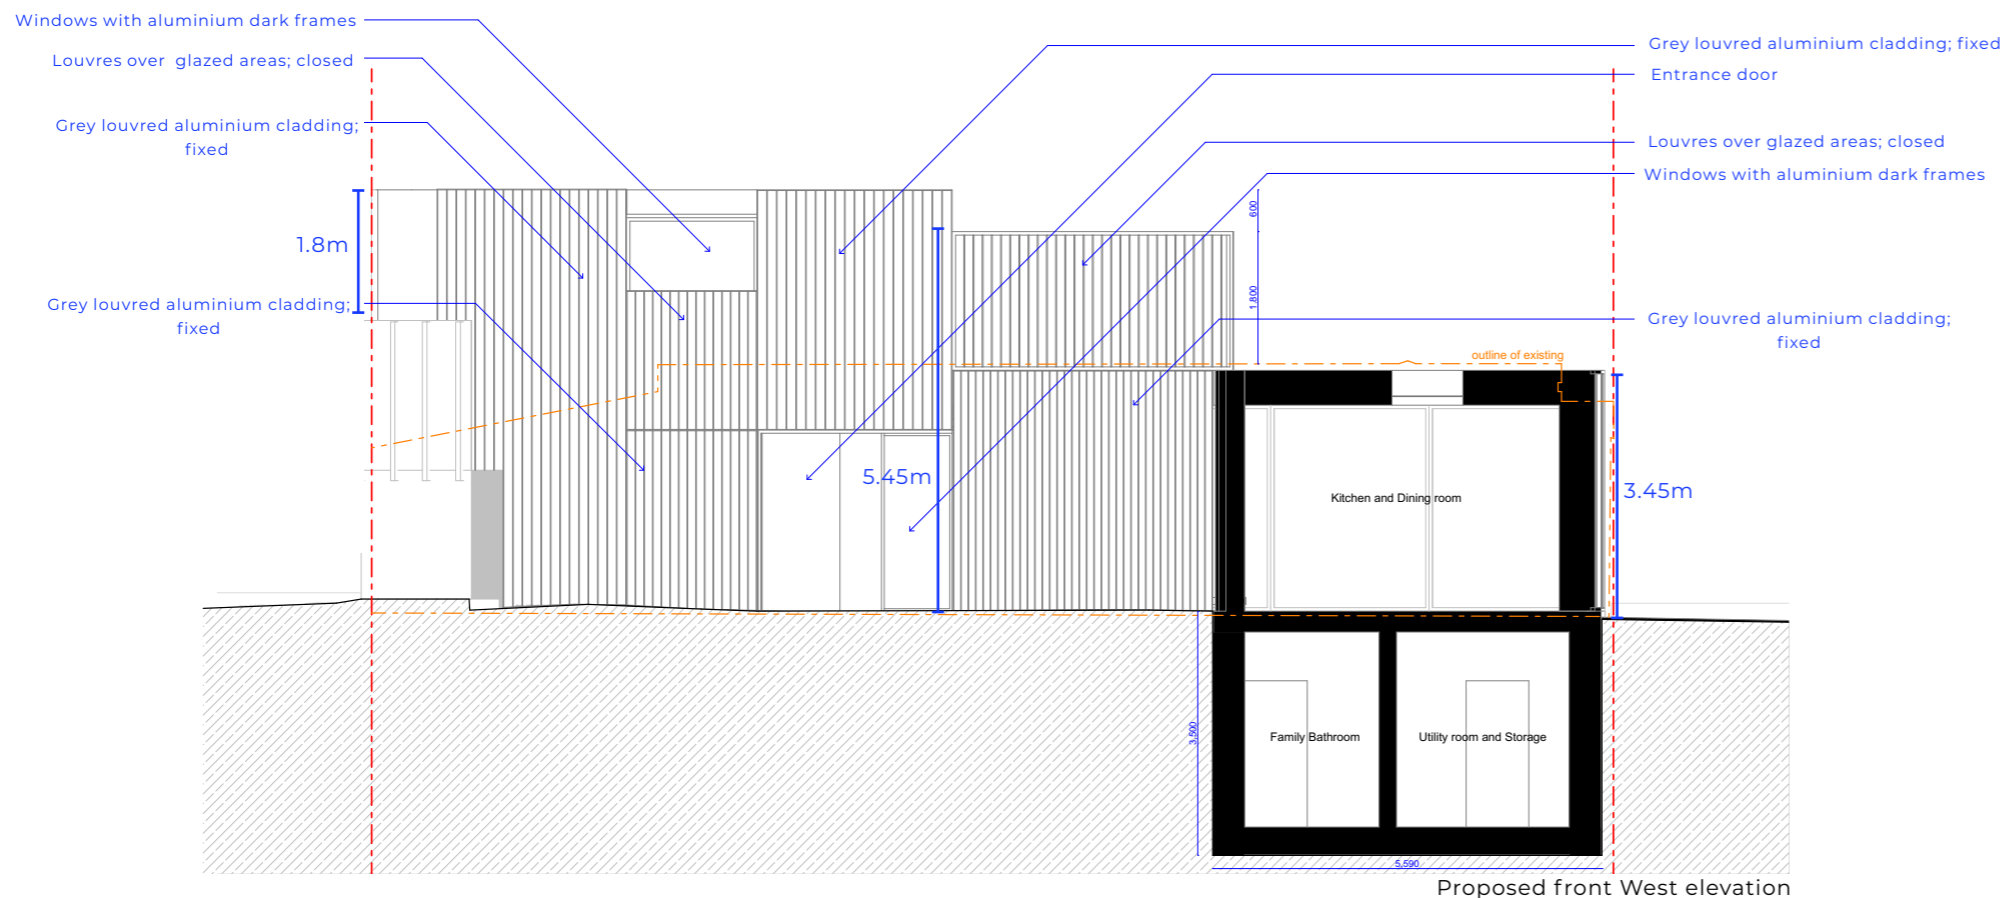 Windows with aluminium dark frames
Louvres over glazed areas; closed
Grey louvred aluminium cladding;
fixed
1.8m
Grey louvred aluminium cladding;
fixed
Grey louvred aluminium cladding; fixed
Entrance door
Louvres over glazed areas; closed
Windows with aluminium dark frames
600
1.800
Grey louvred aluminium cladding;
fixed
outline of existing
5.45m
Kitchen and Dining room
3.45m
3.500
Family Bathroom
Utility room and Storage
5.590
Proposed front West elevation